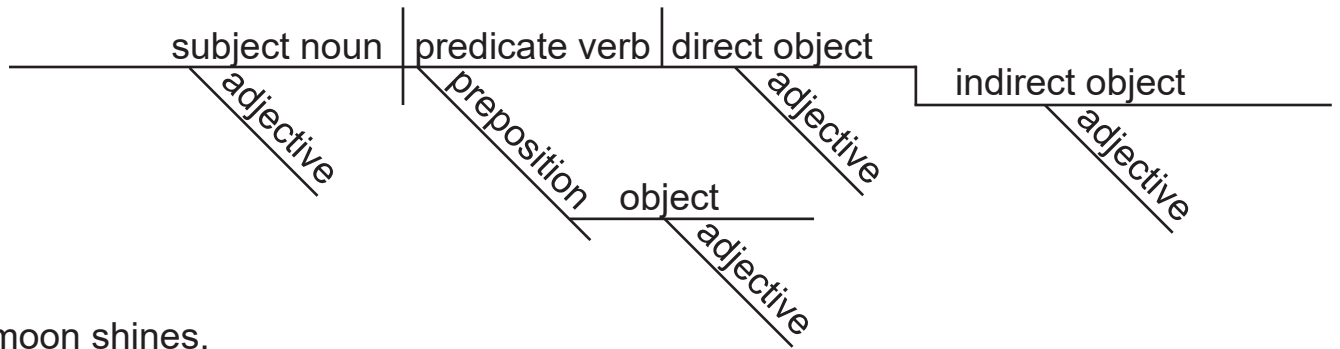 subject noun predicate verb direct object
indirect object
adjective
preposition
adjective
adjective
object
adjective
moon shines.